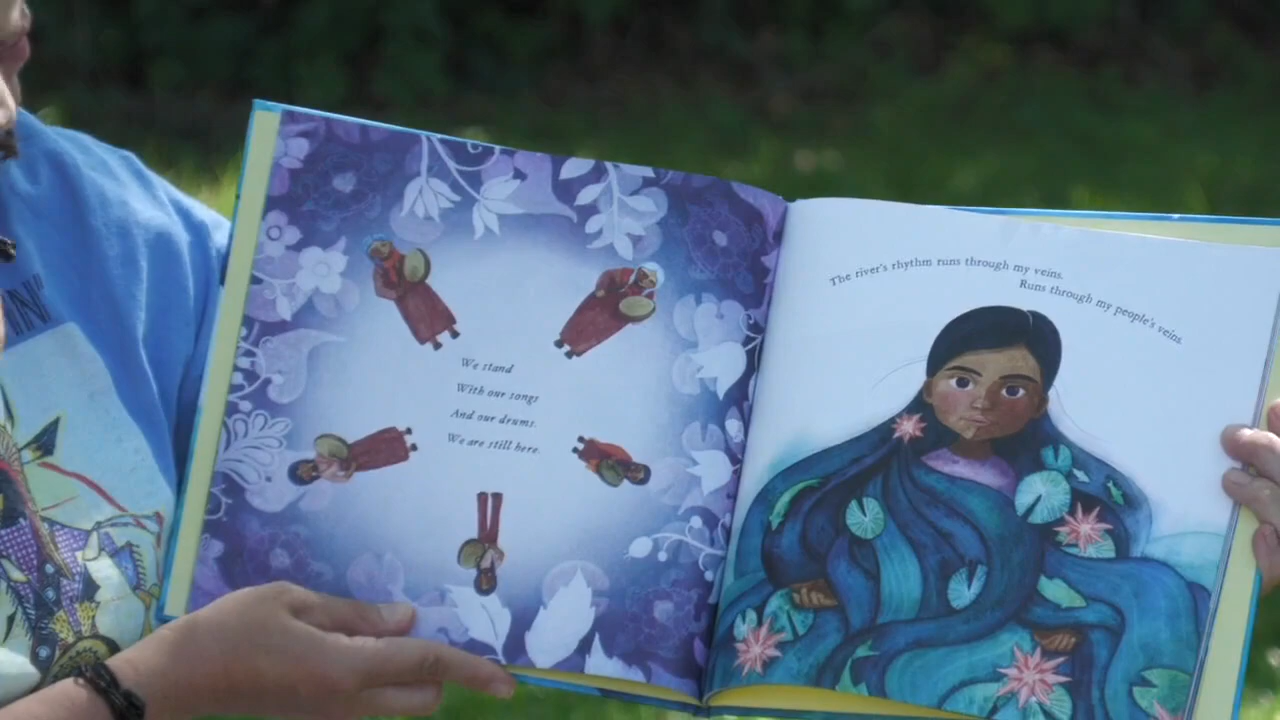 We stand
With our songs
And our drums.
We are still here.
The river's rhythm runs through my veins.
Runs through my people's veins.